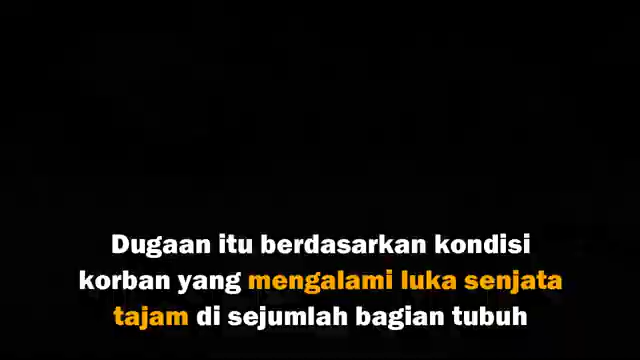 Dugaan itu berdasarkan kondisi
korban yang mengalami luka senjata
tajam di sejumlah bagian tubuh